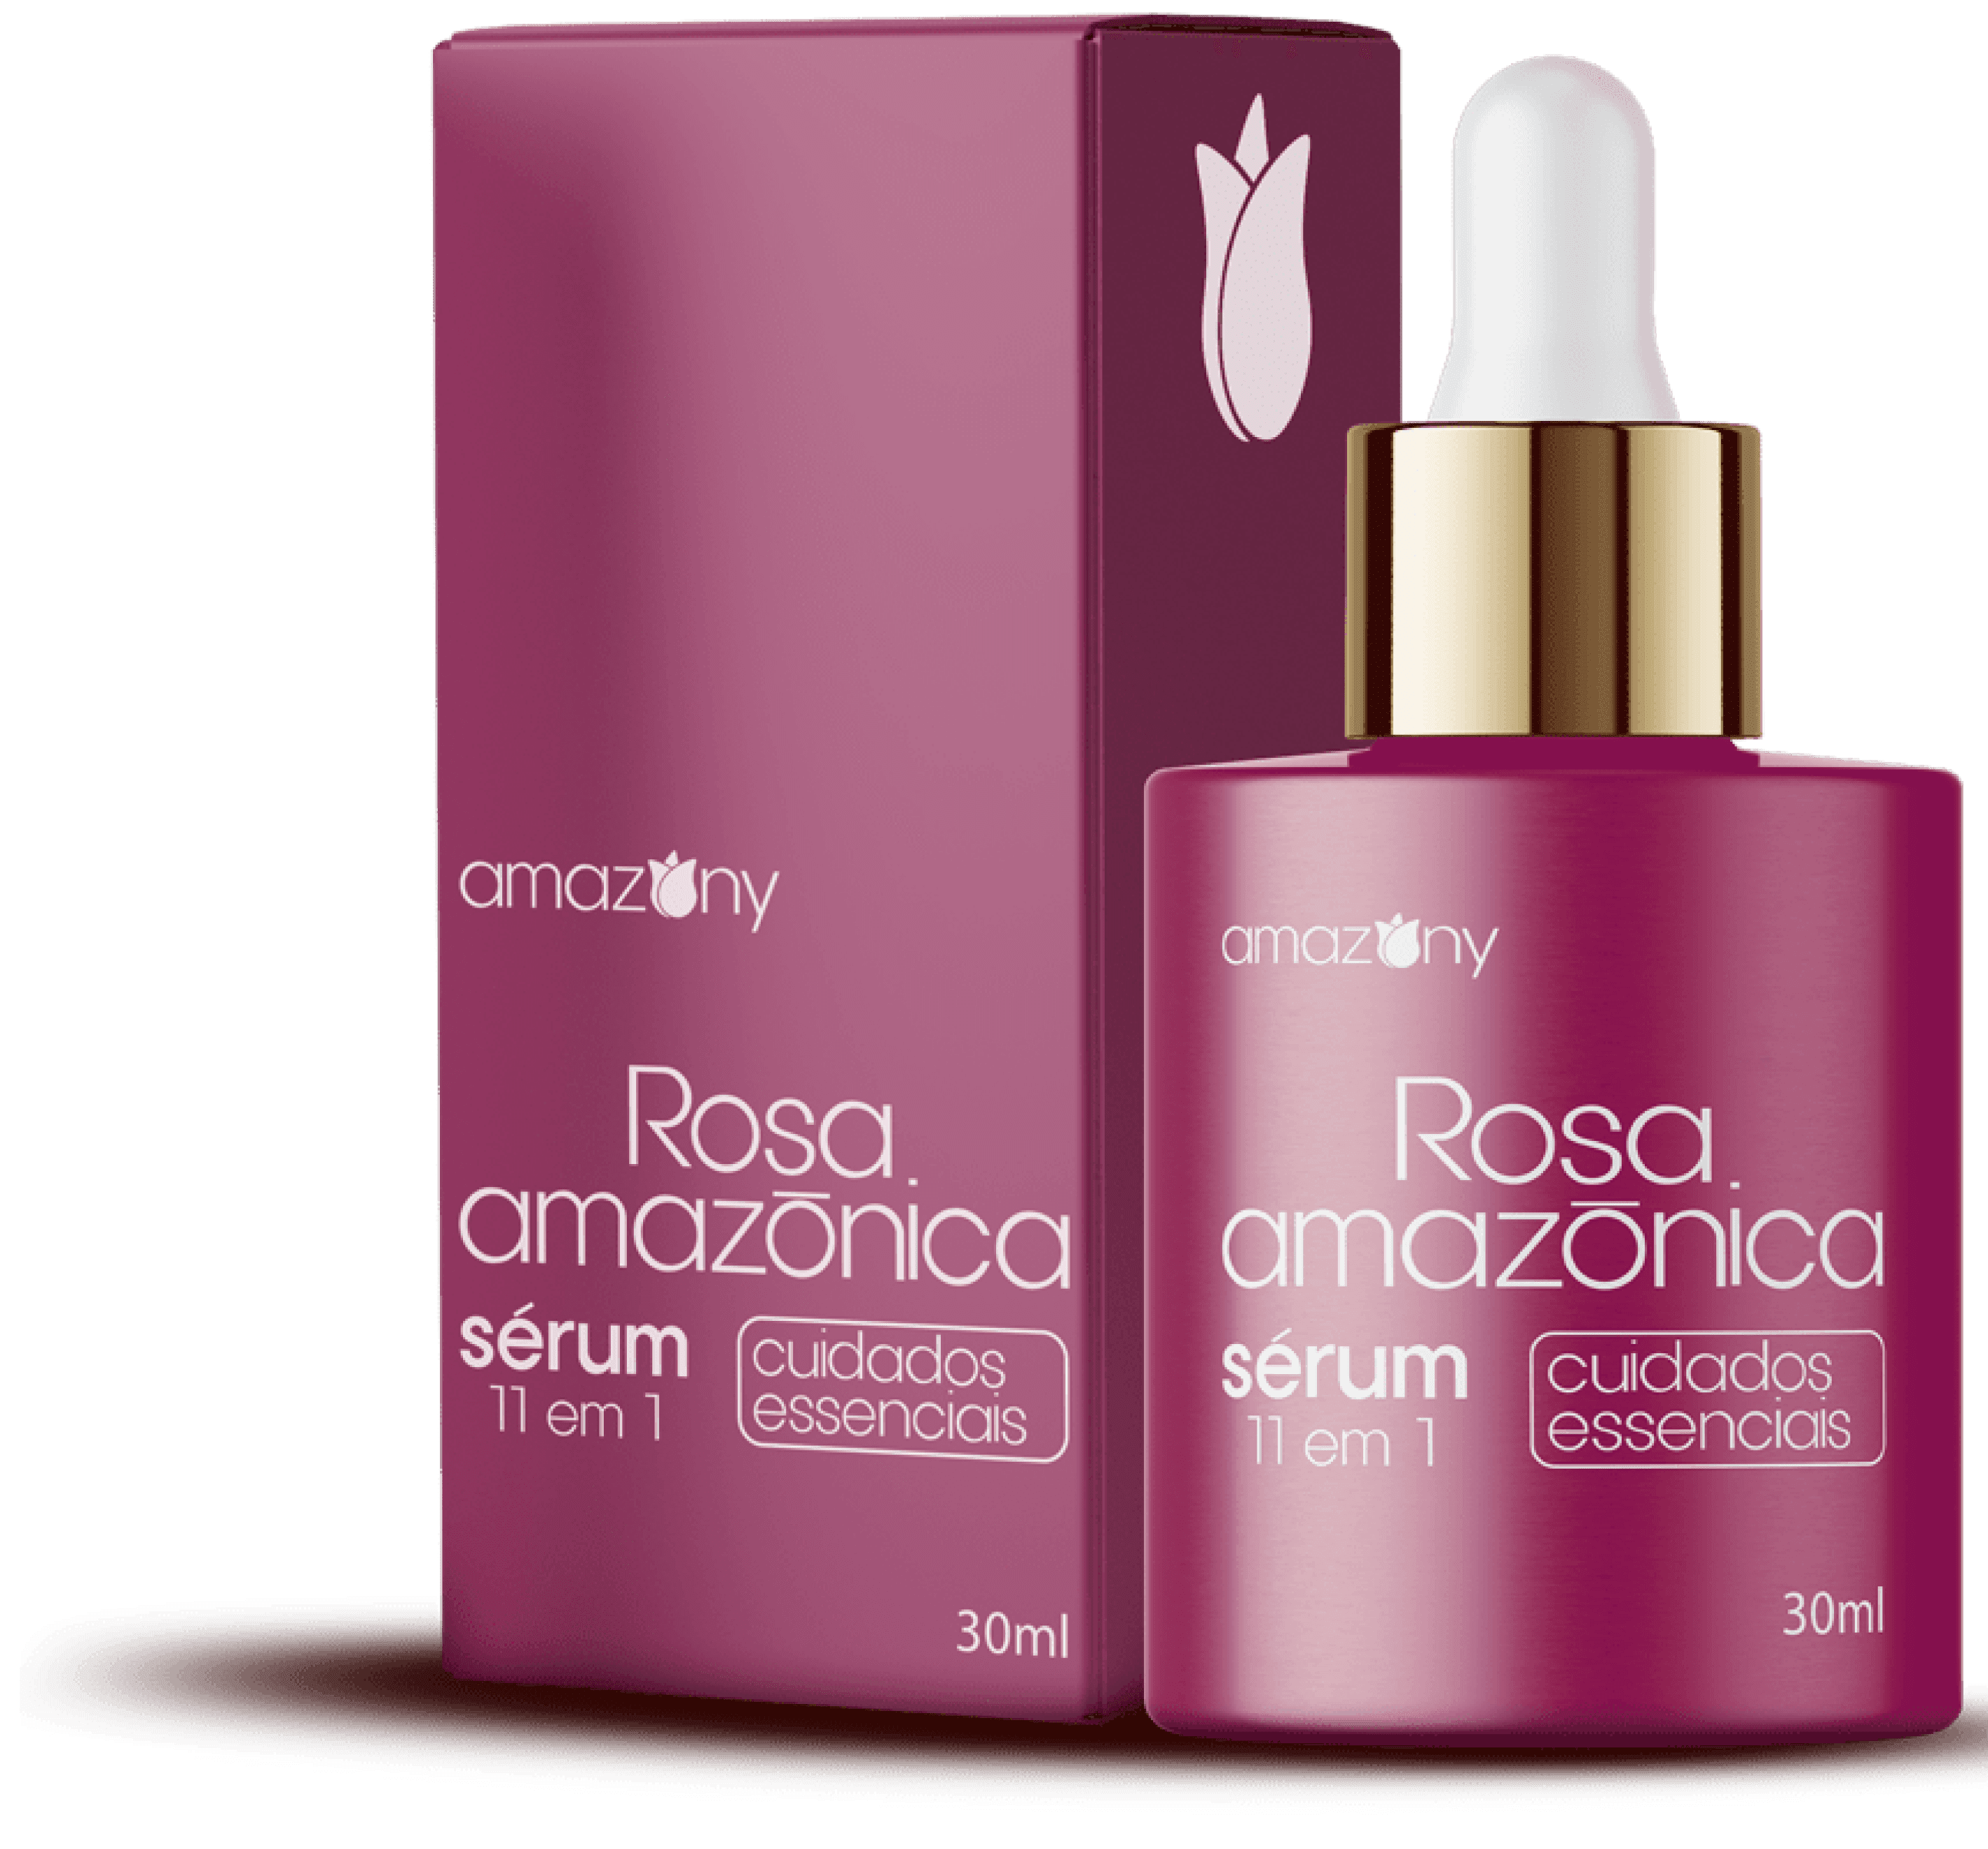 amazony
Rosa
amazōnica
sérum
11 em 1
cuidados
essenciais
30ml
amazony
Rosa
amazōnica
sérum
11 em 1
cuidados
essenciais
30ml